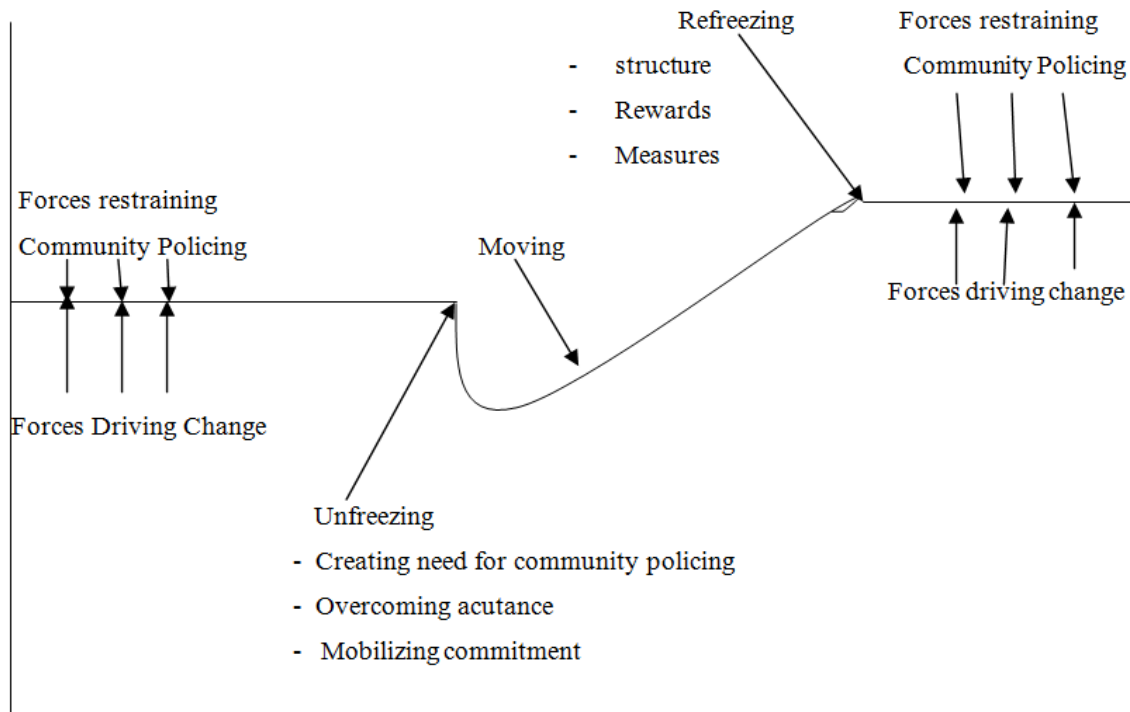 Refreezing
- structure
- Rewards
- Measures
Forces restraining
Community Policing
Forces restraining
Community Policing
Moving
Forces driving change
Forces Driving Change
Unfreezing
- Creating need for community policing
- Overcoming acutance
- Mobilizing commitment